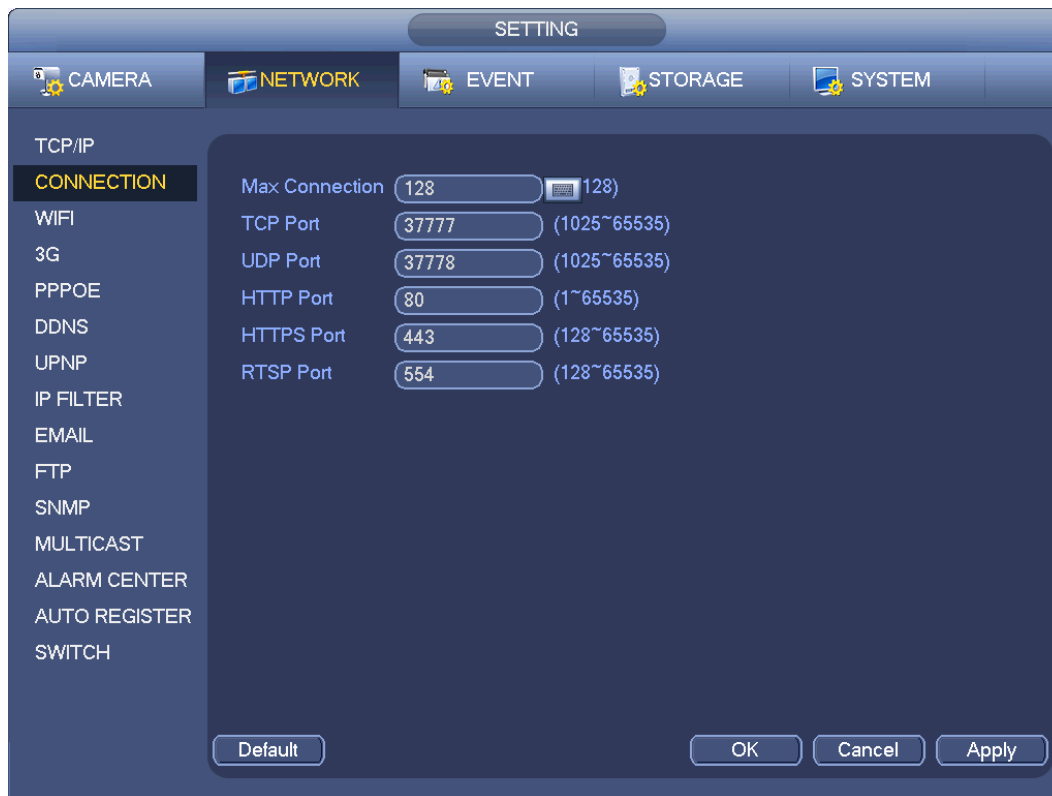 SETTING
CAMERA NETWORK EVENT STORAGE SYSTEM
TCP/IP
CONNECTION
WIFI
3G
PPPOE
DDNS
UPNP
IP FILTER
EMAIL
FTP
SNMP
MULTICAST
ALARM CENTER
AUTO REGISTER
SWITCH
Max Connection 128 128)
TCP Port 37777 (1025~65535)
UDP Port 37778 (1025~65535)
HTTP Port 80 (1~65535)
HTTPS Port 443 (128~65535)
RTSP Port 554 (128~65535)
Default OK Cancel Apply